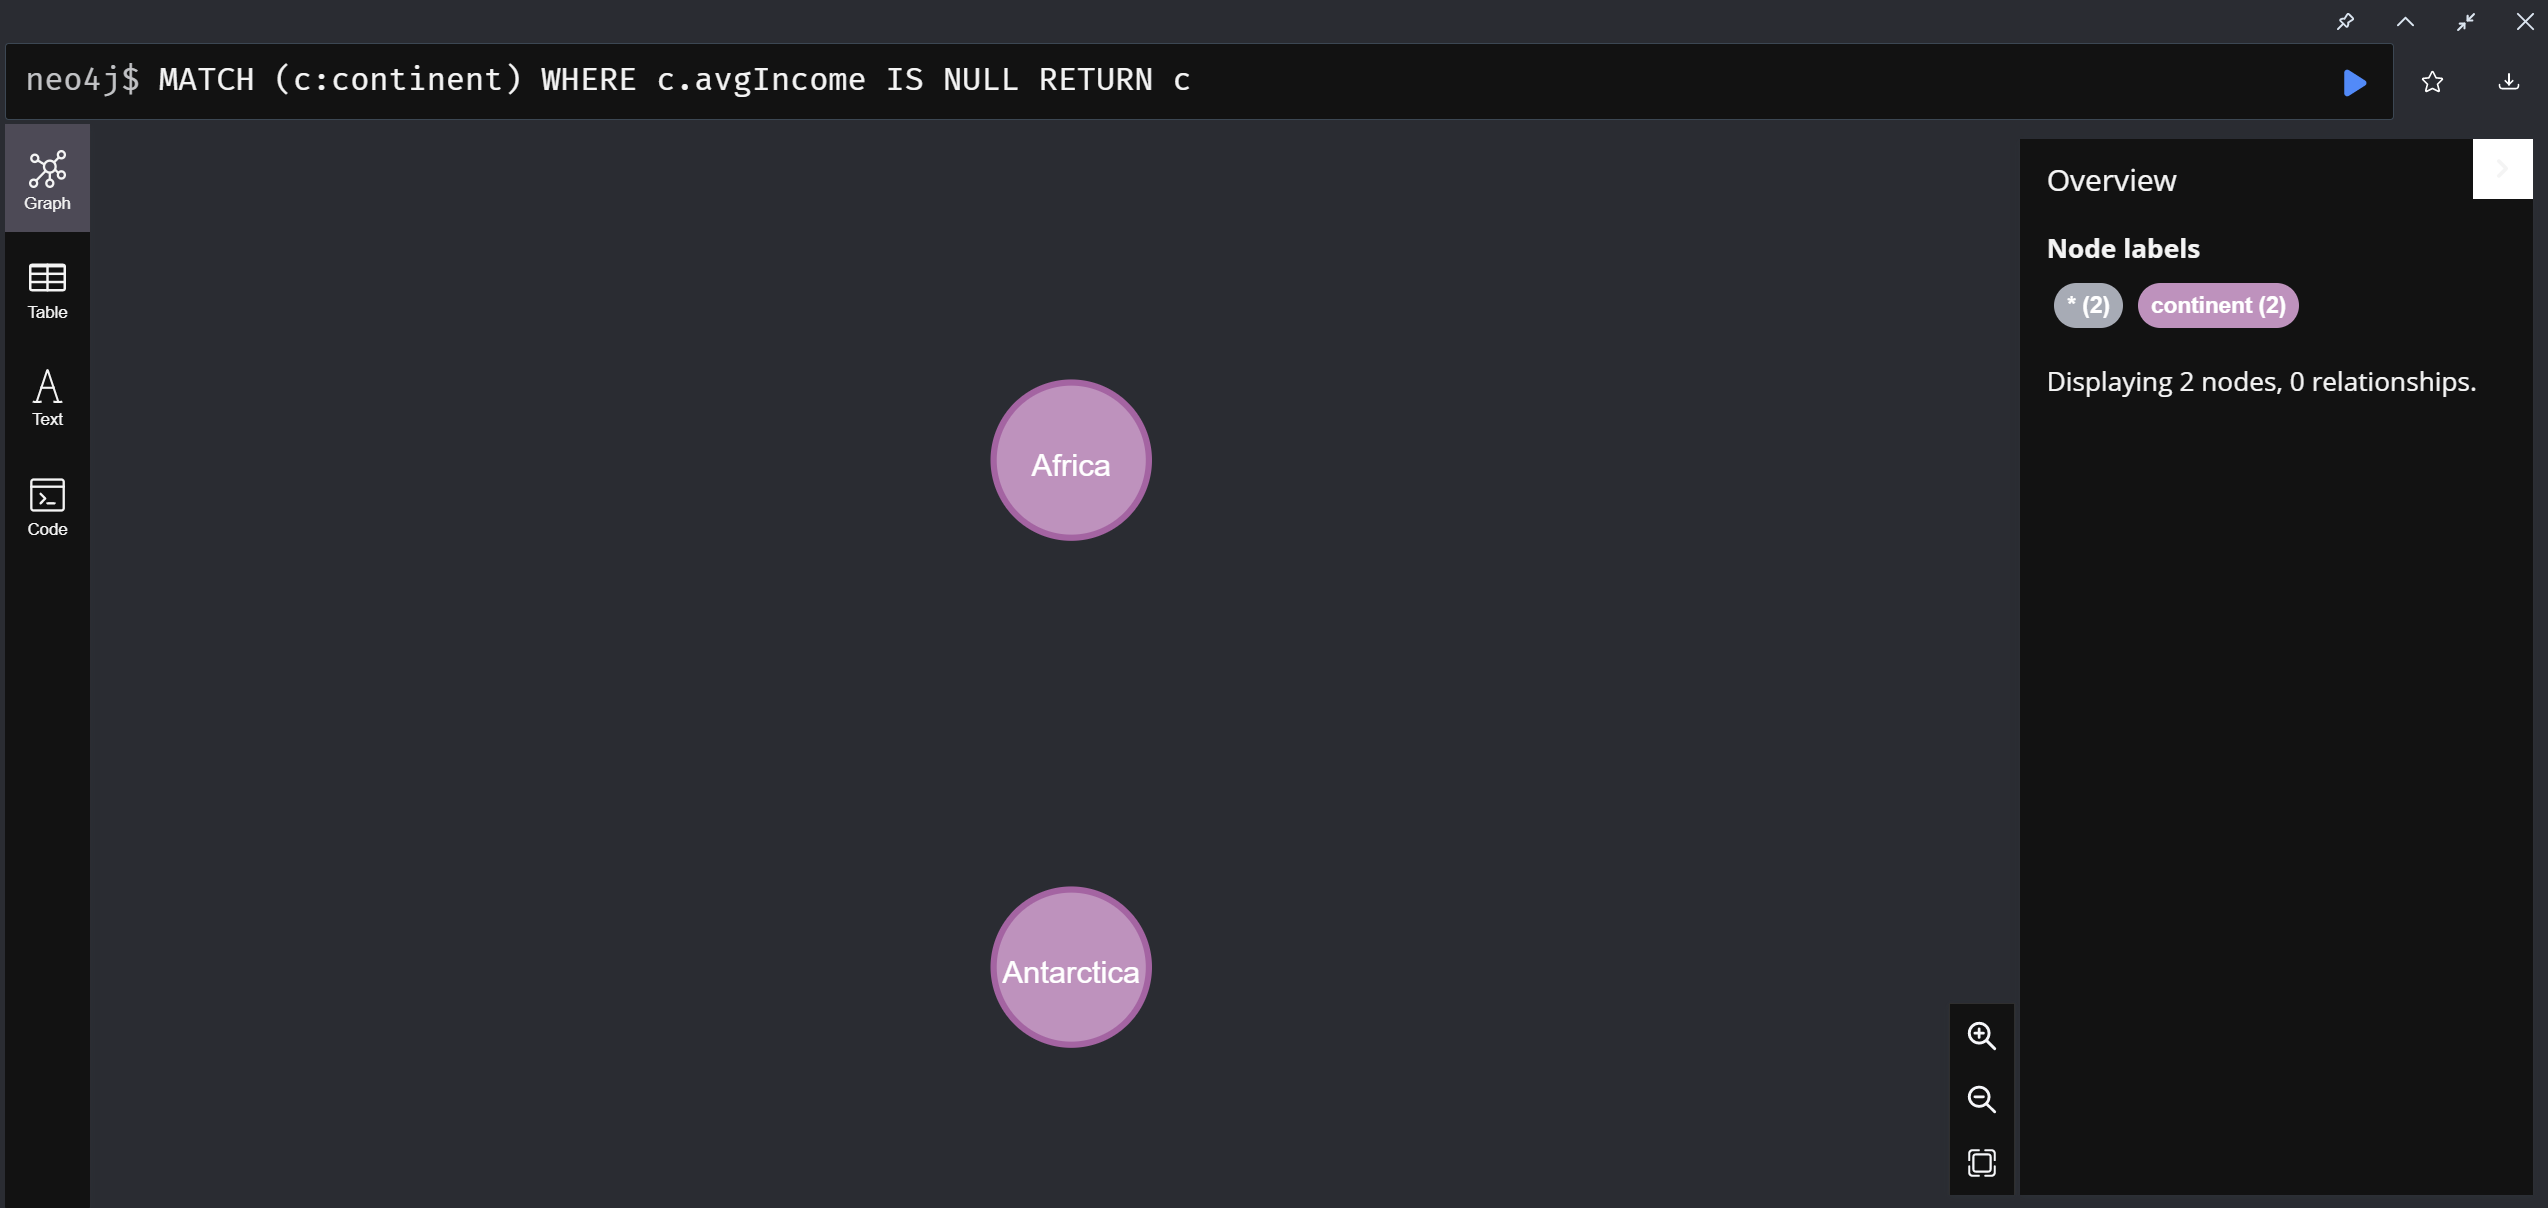 neo4j$ MATCH (c:continent) WHERE c.avgIncome IS NULL RETURN c
Graph
Table
Text
Code
Africa
Antarctica
Overview
Node labels
* (2) continent (2)
Displaying 2 nodes, 0 relationships.